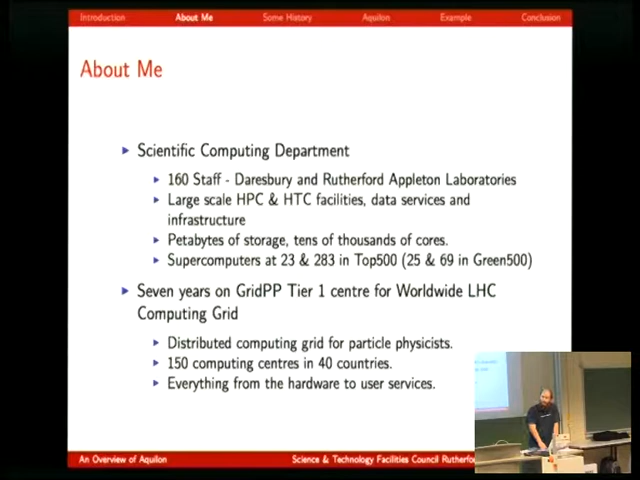 Introduction About Me Some History Aquilon Example Conclusion
About Me
Scientific Computing Department
160 Staff - Daresbury and Rutherford Appleton Laboratories
Large scale HPC & HTC facilities, data services and
infrastructure
Petabytes of storage, tens of thousands of cores.
Supercomputers at 23 & 283 in Top500 (25 & 69 in Green500)
Seven years on GridPP Tier 1 centre for Worldwide LHC
Computing Grid
Distributed computing grid for particle physicists.
150 computing centres in 40 countries.
Everything from the hardware to user services.
An Overview of Aquilon Science & Technology Facilities Council